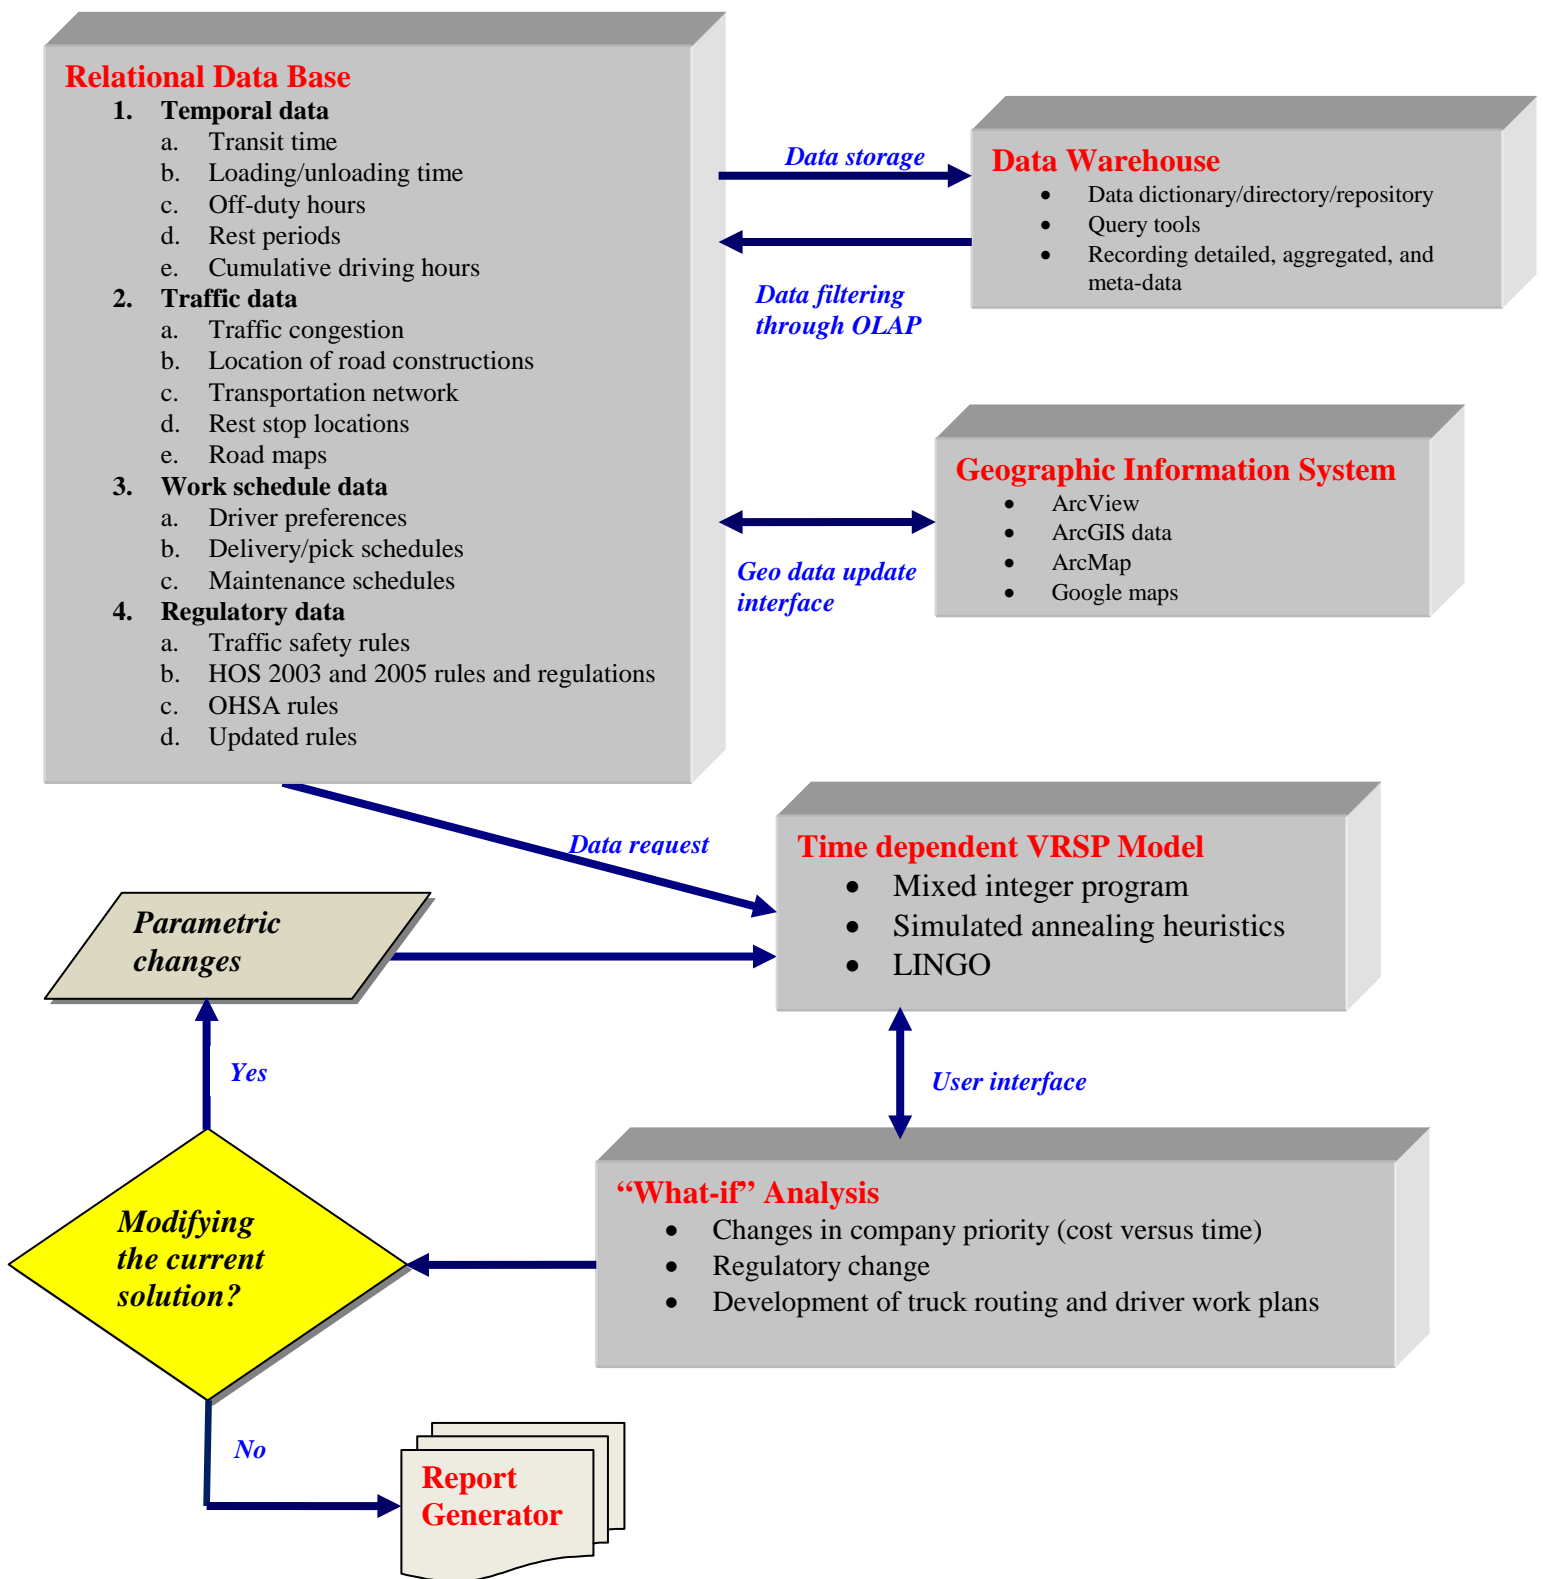 Relational Data Base
1. Temporal data
a. Transit time
b. Loading/unloading time
c. Off-duty hours
d. Rest periods
e. Cumulative driving hours
2. Traffic data
a. Traffic congestion
b. Location of road constructions
c. Transportation network
d. Rest stop locations
e. Road maps
3. Work schedule data
a. Driver preferences
b. Delivery/pick schedules
c. Maintenance schedules
4. Regulatory data
a. Traffic safety rules
b. HOS 2003 and 2005 rules and regulations
c. OHSA rules
d. Updated rules
Data storage
Data filtering
through OLAP
Data Warehouse
• Data dictionary/directory/repository
• Query tools
• Recording detailed, aggregated, and
meta-data
Geo data update
interface
Geographic Information System
• ArcView
• ArcGIS data
• ArcMap
• Google maps
Data request
Time dependent VRSP Model
• Mixed integer program
• Simulated annealing heuristics
• LINGO
Parametric
changes
Yes
User interface
“What-if” Analysis
• Changes in company priority (cost versus time)
• Regulatory change
• Development of truck routing and driver work plans
Modifying
the current
solution?
No
Report
Generator